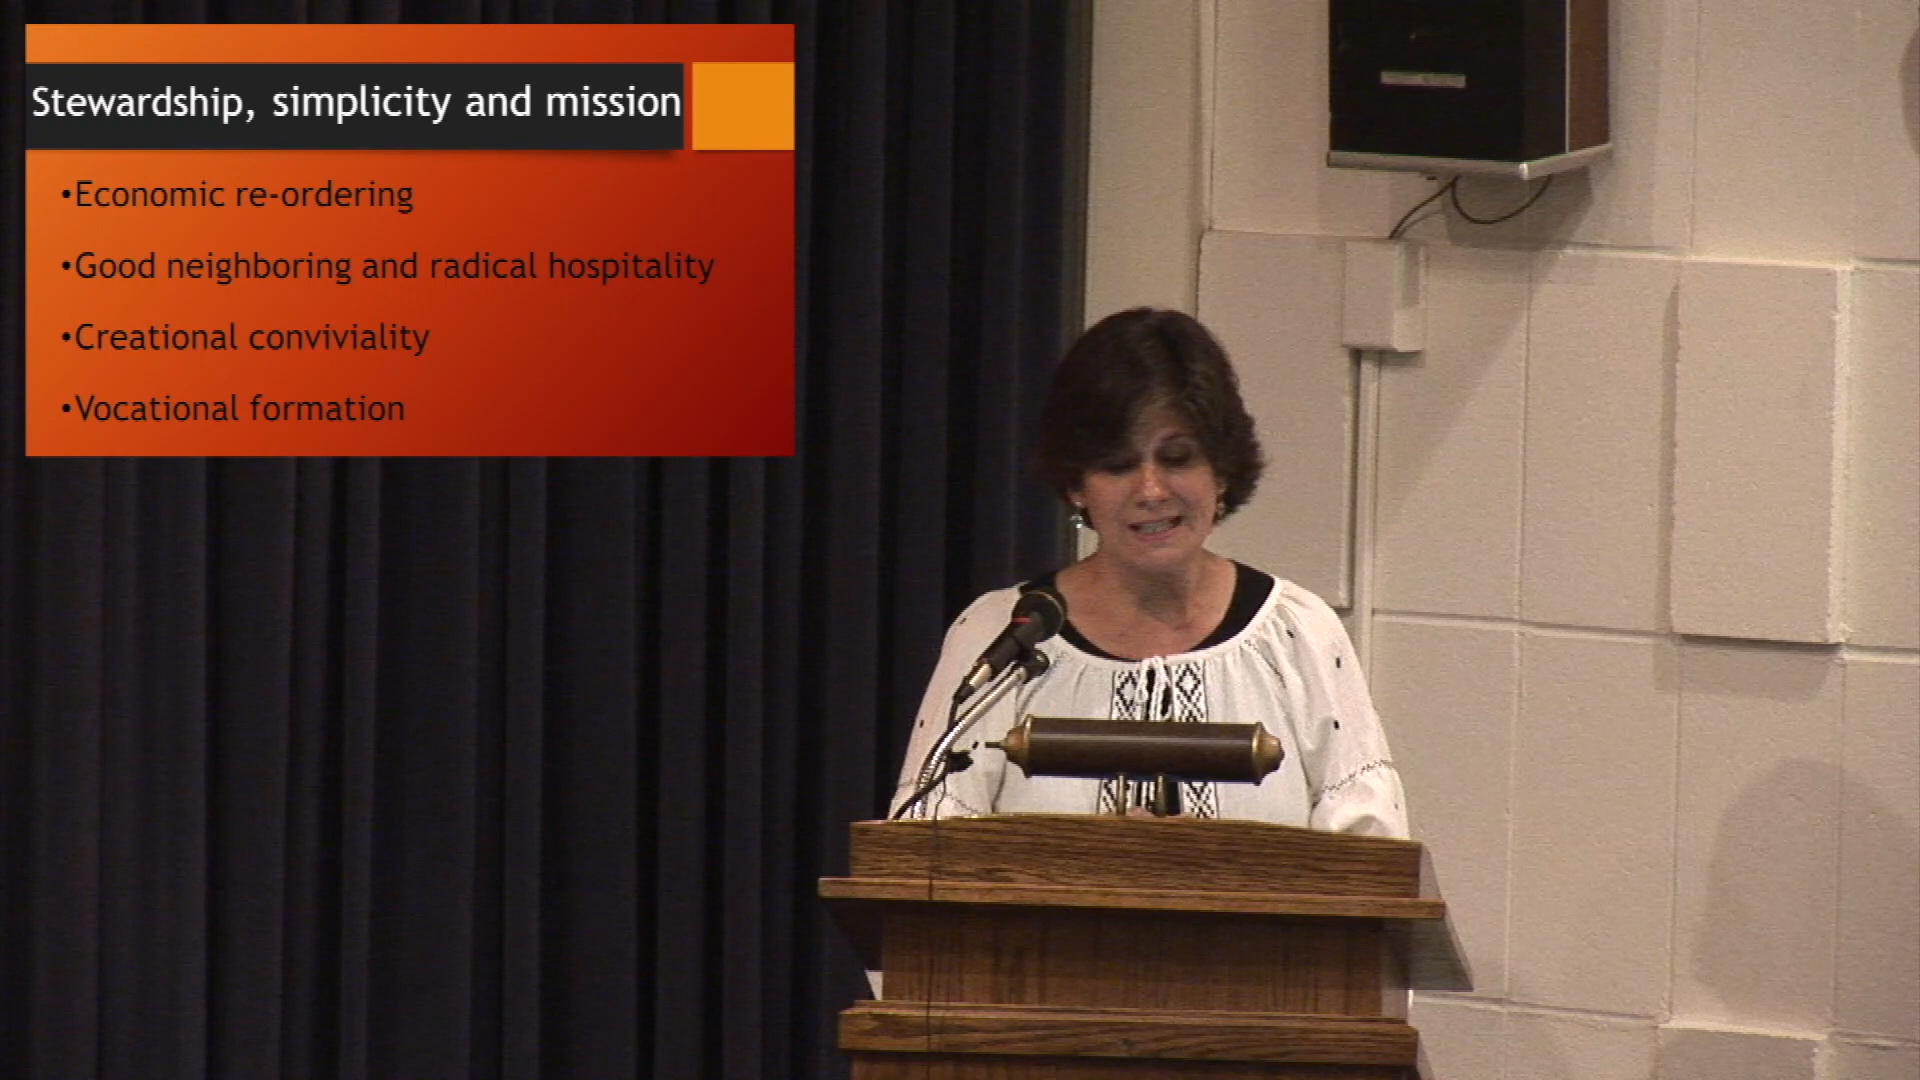 Stewardship, simplicity and mission
•Economic re-ordering
•Good neighboring and radical hospitality
•Creational conviviality
•Vocational formation